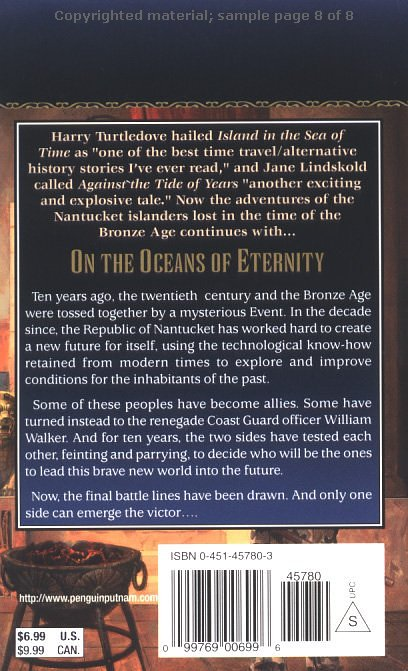 Copyrighted material; sample page 8 of 8
Harry Turtledove hailed Island in the Sea of
Time as "one of the best time travel/alternative
history stories I've ever read," and Jane Lindskold
called Against the Tide of Years "another exciting
and explosive tale." Now the adventures of the
Nantucket islanders lost in the time of the
Bronze Age continues with...
ON THE OCEANS OF ETERNITY
Ten years ago, the twentieth century and the Bronze Age
were tossed together by a mysterious Event. In the decade
since, the Republic of Nantucket has worked hard to create
a new future for itself, using the technological know-how
retained from modern times to explore and improve
conditions for the inhabitants of the past.
Some of these peoples have become allies. Some have
turned instead to the renegade Coast Guard officer William
Walker. And for ten years, the two sides have tested each
other, feinting and parrying, to decide who will be the ones
to lead this brave new world into the future.
Now, the final battle lines have been drawn. And only one
side can emerge the victor....
ISBN 0-451-45780-3
45780
http://www.penguinputnam.com
UPC
S
$6.99 U.S.
$9.99 CAN.
0 99769 00699 6